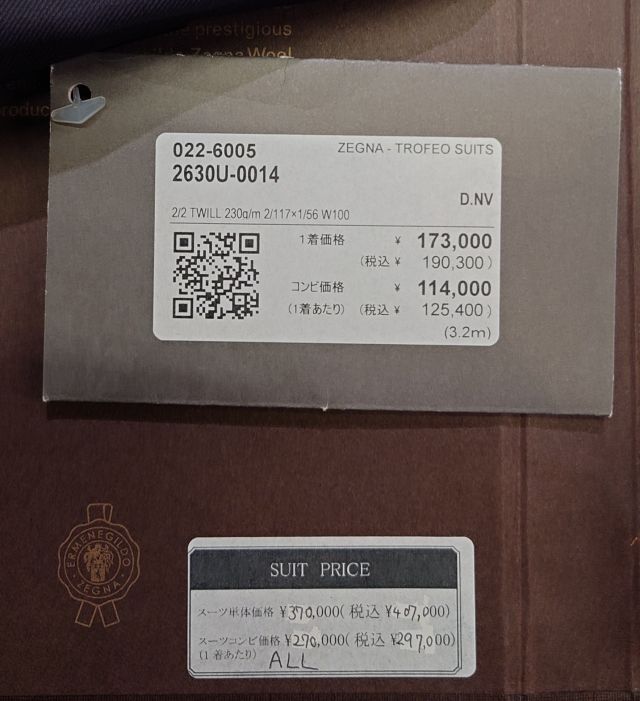 prestigious
Zegna Wool
produc
022-6005
ZEGNA - TROFEO SUITS
2630U-0014
D.NV
2/2 TWILL 230g/m 2/117×1/56 W100
1着価格 ¥ 173,000
(税込 ¥ 190,300 )
コンビ価格 ¥ 114,000
(1着あたり) (税込 ¥ 125,400 )
(3.2m)
ERMENEGILDO
ZEGNA
SUIT PRICE
スーツ単体価格 ¥370,000( 税込 ¥407,000)
スーツコンビ価格 ¥270,000( 税込 ¥297,000)
(1着あたり) ALL